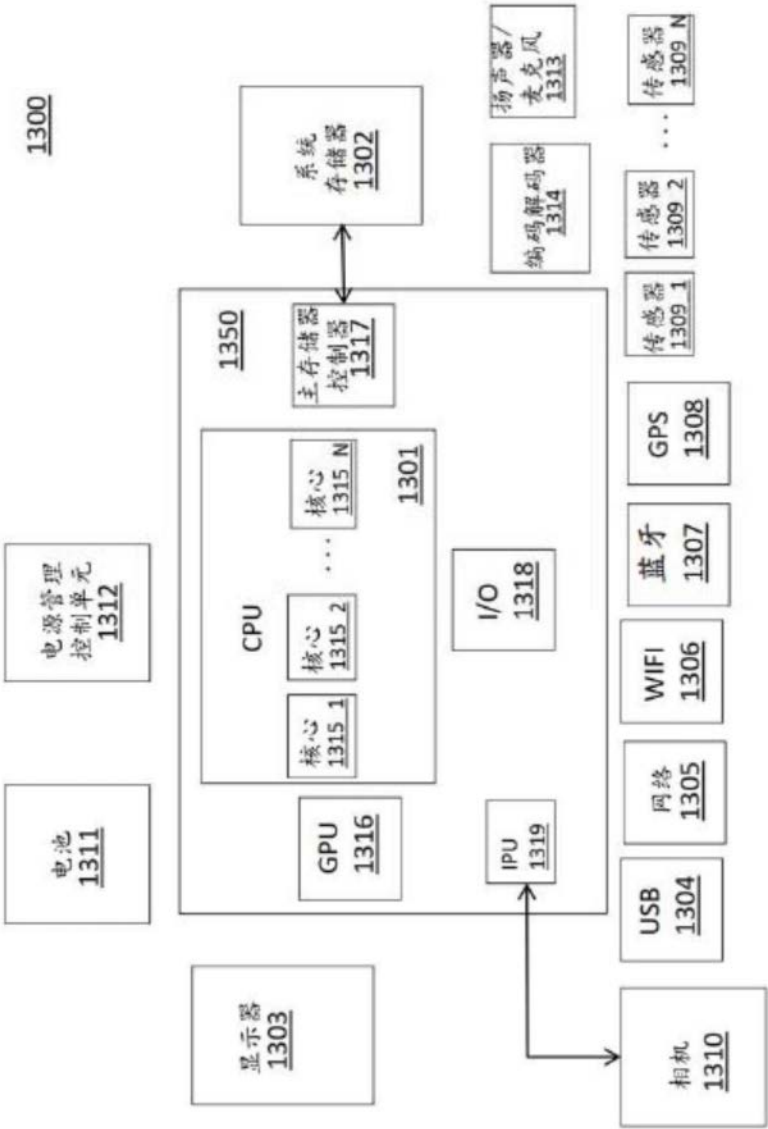 1300
显示器
1303
电池
1311
电源管理
控制单元
1312
系统
存储器
1302
1350
GPU
1316
CPU
核心
1315_1
核心
1315_2
...
核心
1315_N
1301
主存储器
控制器
1317
IPU
1319
I/O
1318
编码解码器
1314
扬声器/
麦克风
1313
相机
1310
USB
1304
网络
1305
WIFI
1306
蓝牙
1307
GPS
1308
传感器
1309_1
传感器
1309_2
...
传感器
1309_N